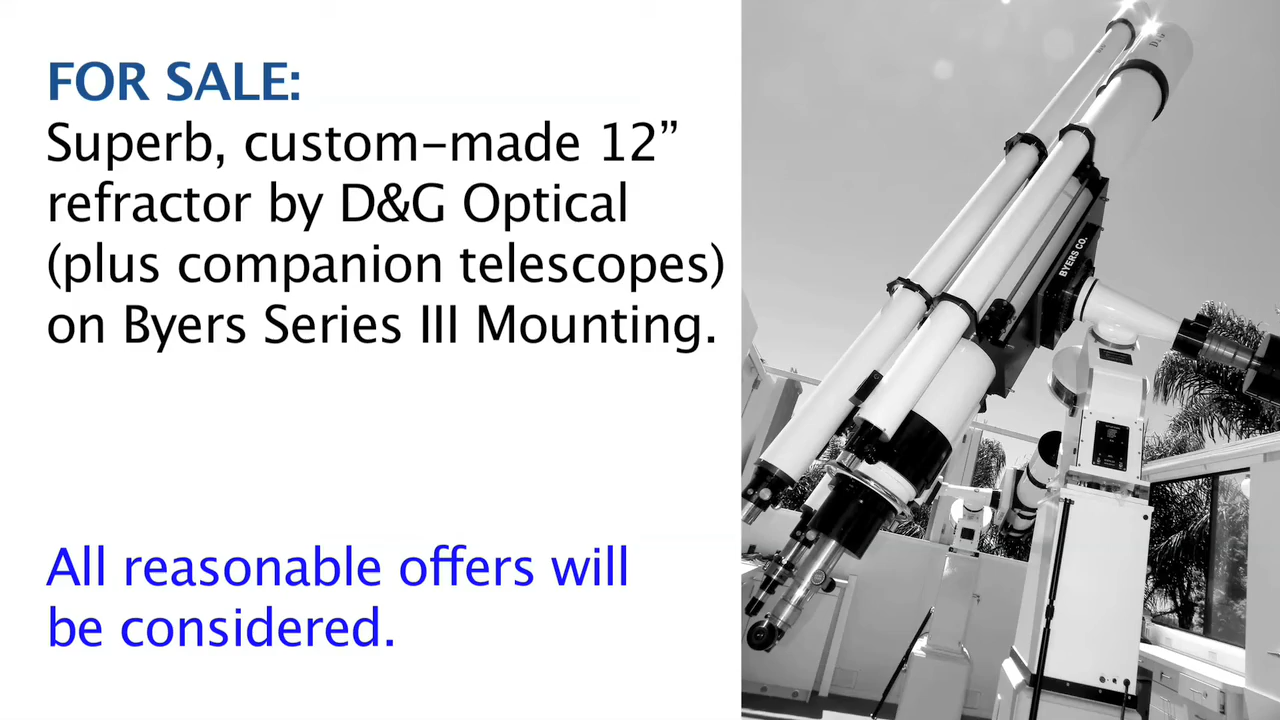 FOR SALE:
Superb, custom-made 12”
refractor by D&G Optical
(plus companion telescopes)
on Byers Series III Mounting.
All reasonable offers will
be considered.
D&G
BYERS CO.